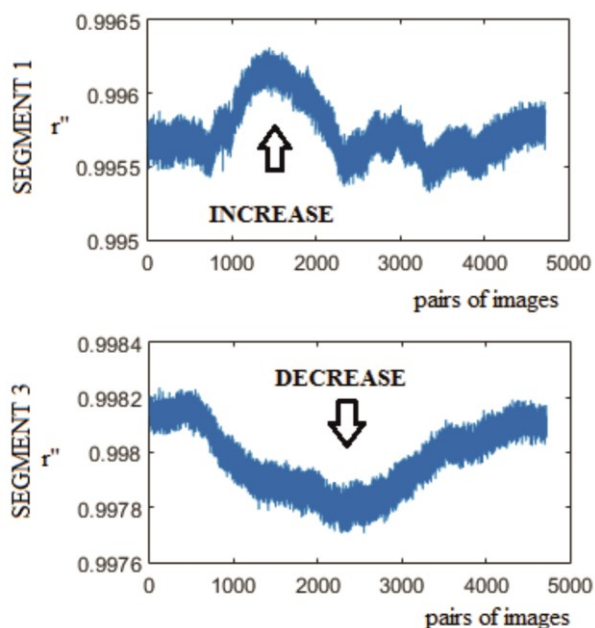 SEGMENT 1
r"
0.9965
0.996
0.9955
0.995
INCREASE
0 1000 2000 3000 4000 5000
pairs of images
SEGMENT 3
r"
0.9984
0.9982
0.998
0.9978
0.9976
DECREASE
0 1000 2000 3000 4000 5000
pairs of images